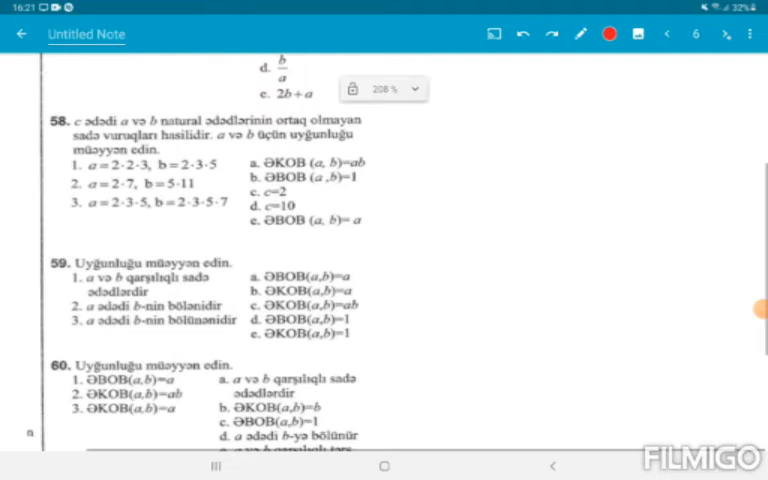 16:21 32%
Untitled Note 6
d. b/a
208 %
e. 2b+a
58. c ədədi a və b natural ədədlərinin ortaq olmayan
sadə vuruqları hasilidir. a və b üçün uyğunluğu
müəyyən edin.
1. a=2·2·3, b=2·3·5 a. ƏKOB (a, b)=ab
2. a=2·7, b=5·11 b. ƏBOB (a ,b)=1
c. c=2
3. a=2·3·5, b=2·3·5·7 d. c=10
e. ƏBOB (a, b)= a
59. Uyğunluğu müəyyən edin.
1. a və b qarşılıqlı sadə a. ƏBOB(a,b)=a
ədədlərdir b. ƏKOB(a,b)=a
2. a ədədi b-nin bölənidir c. ƏKOB(a,b)=ab
3. a ədədi b-nin bölünənidir d. ƏBOB(a,b)=1
e. ƏKOB(a,b)=1
60. Uyğunluğu müəyyən edin.
1. ƏBOB(a,b)=a a. a və b qarşılıqlı sadə
2. ƏKOB(a,b)=ab ədədlərdir
3. ƏKOB(a,b)=a b. ƏKOB(a,b)=b
c. ƏBOB(a,b)=1
n d. a ədədi b-yə bölünür
e. a və b qarşılıqlı tərs
FILMIGO